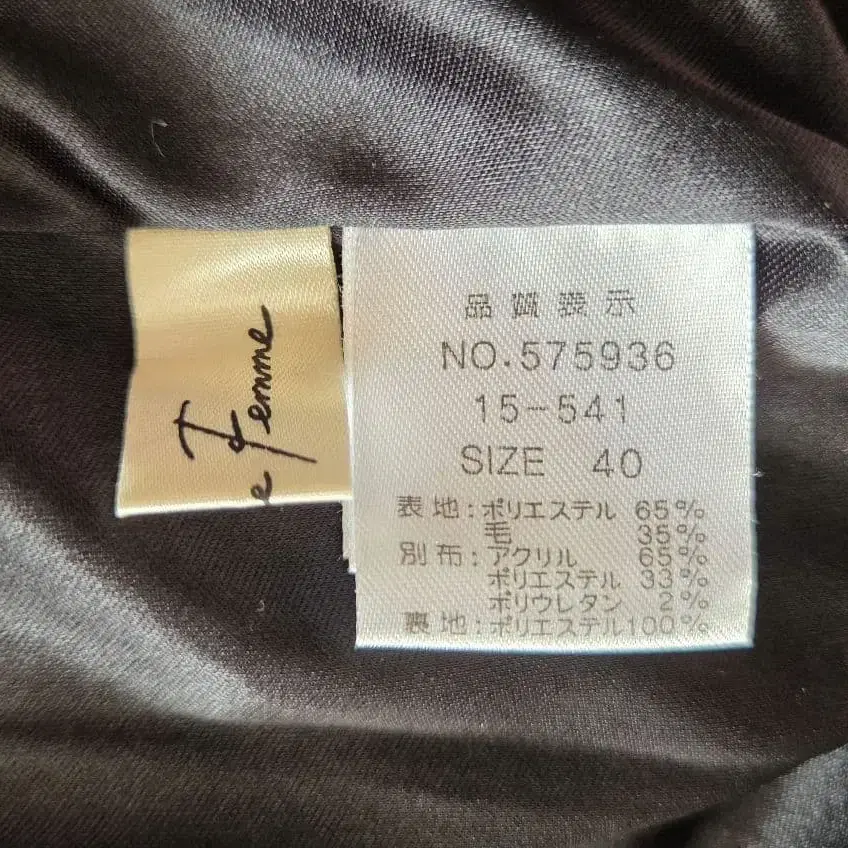 e Femme
品質表示
NO.575936
15-541
SIZE 40
表地:ポリエステル 65%
毛 35%
別布:アクリル 65%
ポリエステル 33%
ポリウレタン 2%
裏地:ポリエステル100%